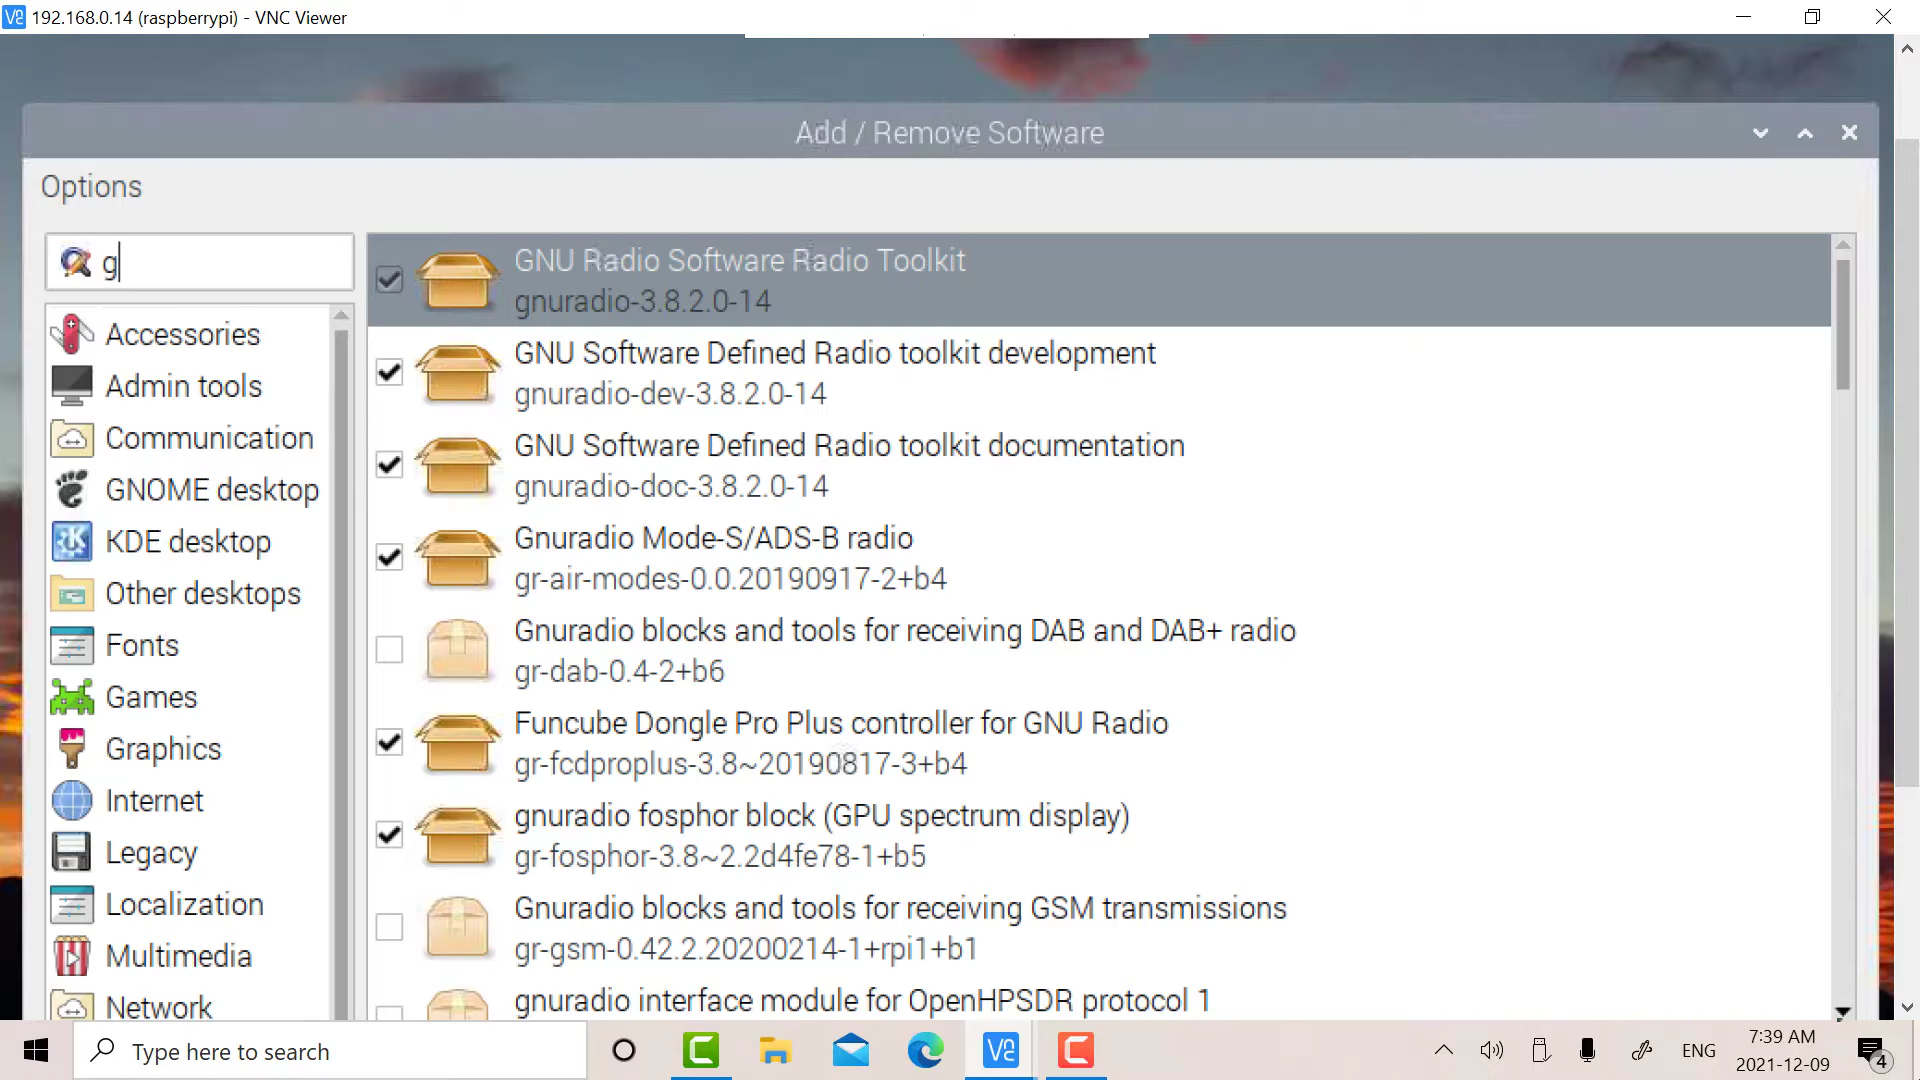 192.168.0.14 (raspberrypi) - VNC Viewer
Add / Remove Software
Options
g
Accessories
Admin tools
Communication
GNOME desktop
KDE desktop
Other desktops
Fonts
Games
Graphics
Internet
Legacy
Localization
Multimedia
Network
GNU Radio Software Radio Toolkit
gnuradio-3.8.2.0-14
GNU Software Defined Radio toolkit development
gnuradio-dev-3.8.2.0-14
GNU Software Defined Radio toolkit documentation
gnuradio-doc-3.8.2.0-14
Gnuradio Mode-S/ADS-B radio
gr-air-modes-0.0.20190917-2+b4
Gnuradio blocks and tools for receiving DAB and DAB+ radio
gr-dab-0.4-2+b6
Funcube Dongle Pro Plus controller for GNU Radio
gr-fcdproplus-3.8~20190817-3+b4
gnuradio fosphor block (GPU spectrum display)
gr-fosphor-3.8~2.2d4fe78-1+b5
Gnuradio blocks and tools for receiving GSM transmissions
gr-gsm-0.42.2.20200214-1+rpi1+b1
gnuradio interface module for OpenHPSDR protocol 1
Type here to search
ENG
7:39 AM
2021-12-09
4